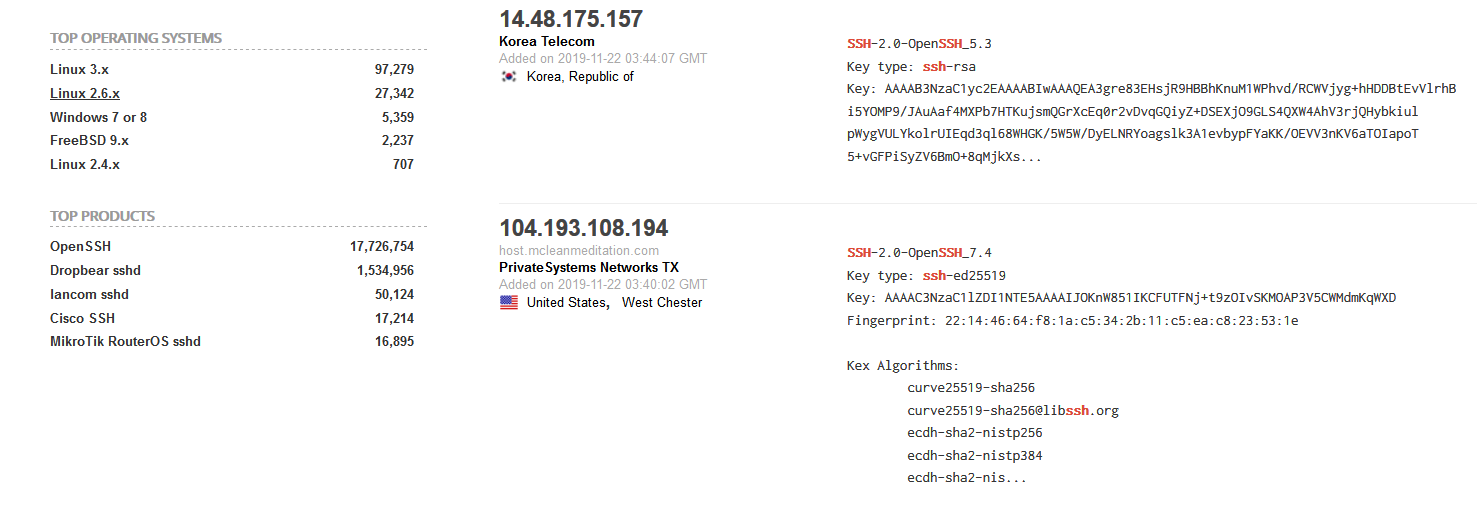 TOP OPERATING SYSTEMS
Linux 3.x 97,279
Linux 2.6.x 27,342
Windows 7 or 8 5,359
FreeBSD 9.x 2,237
Linux 2.4.x 707
TOP PRODUCTS
OpenSSH 17,726,754
Dropbear sshd 1,534,956
lancom sshd 50,124
Cisco SSH 17,214
MikroTik RouterOS sshd 16,895
14.48.175.157
Korea Telecom
Added on 2019-11-22 03:44:07 GMT
Korea, Republic of
SSH-2.0-OpenSSH_5.3
Key type: ssh-rsa
Key: AAAAB3NzaC1yc2EAAAABIwAAAQEA3gre83EHsjR9HBBhKnuM1WPhvd/RCWVjyg+hHDDBtEvVlrhB
i5YOMP9/JAuAaf4MXPb7HTKujsmQGrXcEq0r2vDvqGQiyZ+DSEXjO9GLS4QXW4AhV3rjQHybkiul
pWygVULYkolrUIEqd3ql68WHGK/5W5W/DyELNRYoagslk3A1evbypFYaKK/OEVV3nKV6aTOIapoT
5+vGFPiSyZV6BmO+8qMjkXs...
104.193.108.194
host.mcleanmeditation.com
PrivateSystems Networks TX
Added on 2019-11-22 03:40:02 GMT
United States, West Chester
SSH-2.0-OpenSSH_7.4
Key type: ssh-ed25519
Key: AAAAC3NzaC1lZDI1NTE5AAAAIJOKnW851IKCFUTFNj+t9zOIvSKMOAP3V5CWMdmKqWXD
Fingerprint: 22:14:46:64:f8:1a:c5:34:2b:11:c5:ea:c8:23:53:1e
Kex Algorithms:
curve25519-sha256
curve25519-sha256@libssh.org
ecdh-sha2-nistp256
ecdh-sha2-nistp384
ecdh-sha2-nis...